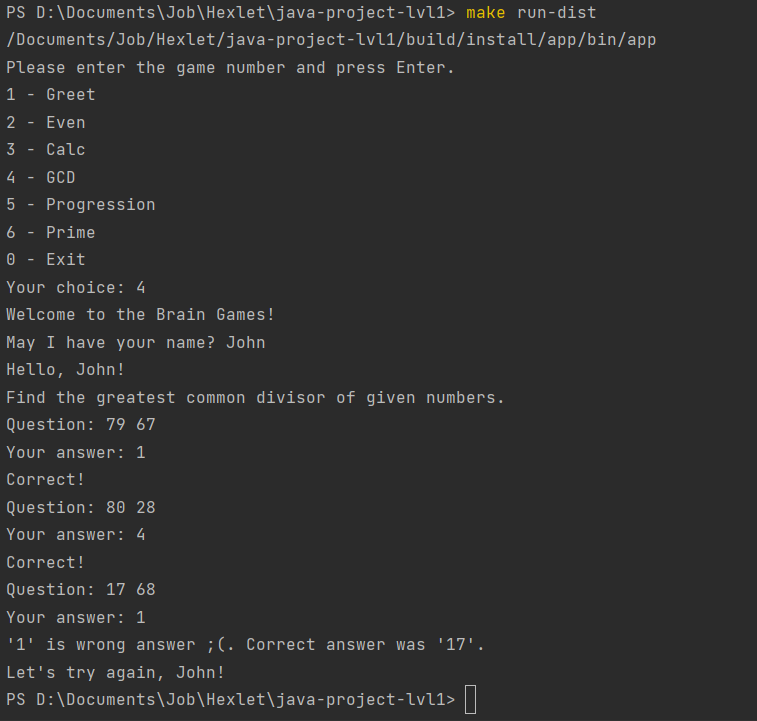 PS D:\Documents\Job\Hexlet\java-project-lvl1> make run-dist
/Documents/Job/Hexlet/java-project-lvl1/build/install/app/bin/app
Please enter the game number and press Enter.
1 - Greet
2 - Even
3 - Calc
4 - GCD
5 - Progression
6 - Prime
0 - Exit
Your choice: 4
Welcome to the Brain Games!
May I have your name? John
Hello, John!
Find the greatest common divisor of given numbers.
Question: 79 67
Your answer: 1
Correct!
Question: 80 28
Your answer: 4
Correct!
Question: 17 68
Your answer: 1
'1' is wrong answer ;(. Correct answer was '17'.
Let's try again, John!
PS D:\Documents\Job\Hexlet\java-project-lvl1>